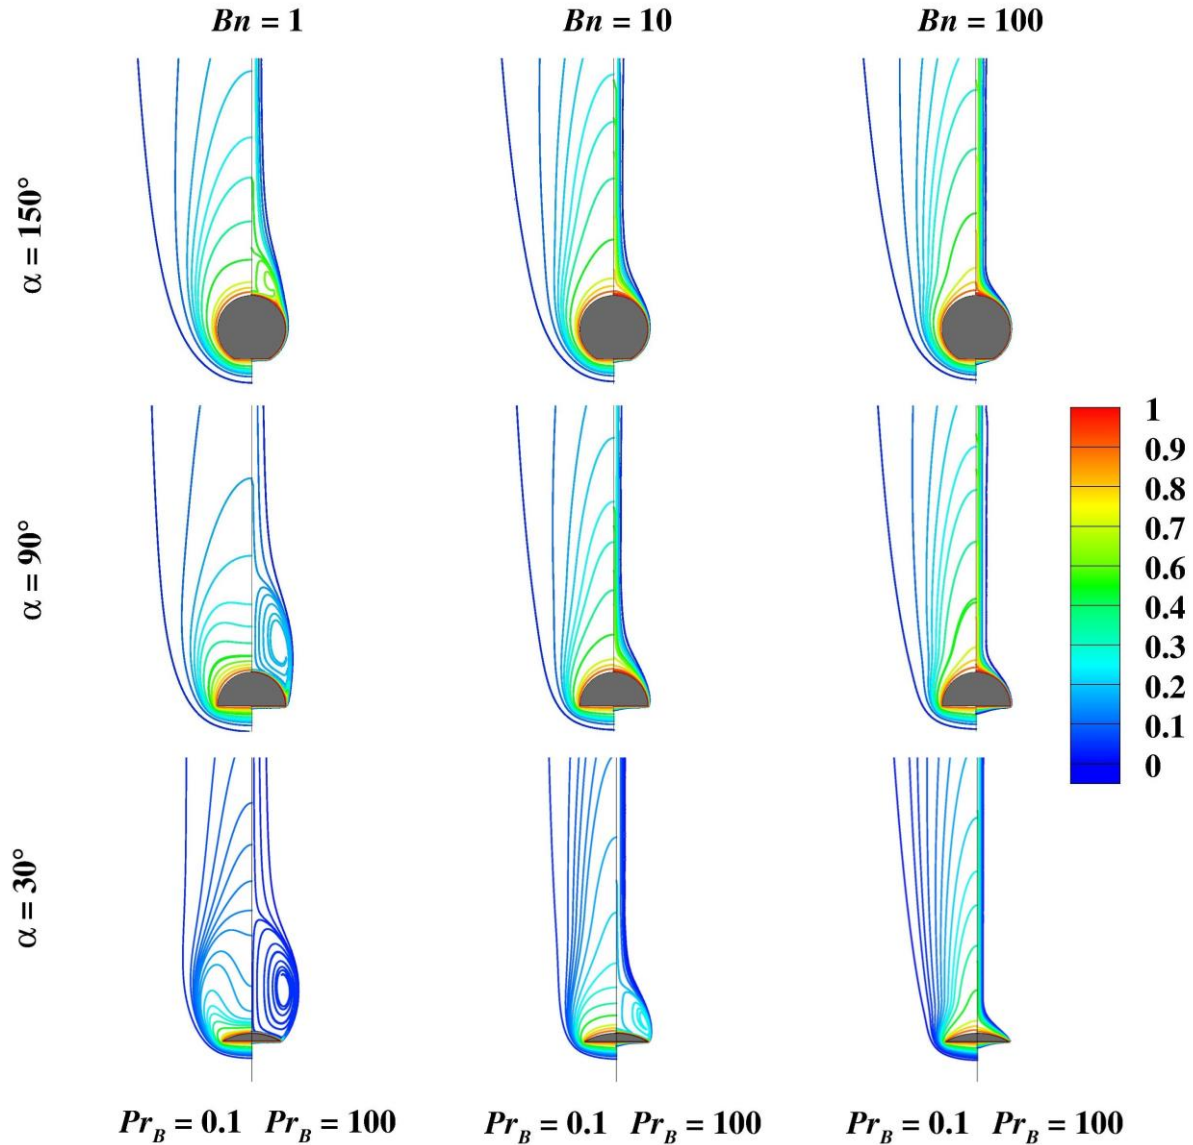 Bn = 1 Bn = 10 Bn = 100
α = 150°
α = 90°
α = 30°
1
0.9
0.8
0.7
0.6
0.4
0.3
0.2
0.1
0
Pr_B = 0.1 Pr_B = 100 Pr_B = 0.1 Pr_B = 100 Pr_B = 0.1 Pr_B = 100